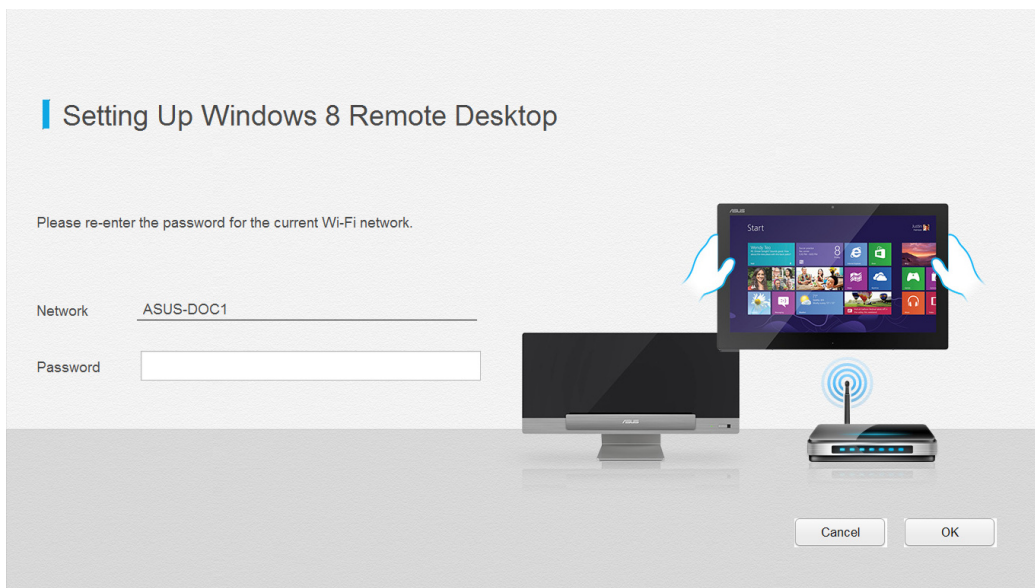 Setting Up Windows 8 Remote Desktop
Please re-enter the password for the current Wi-Fi network.
Network
ASUS-DOC1
Password
ASUS
Start
8
ASUS
Cancel
OK